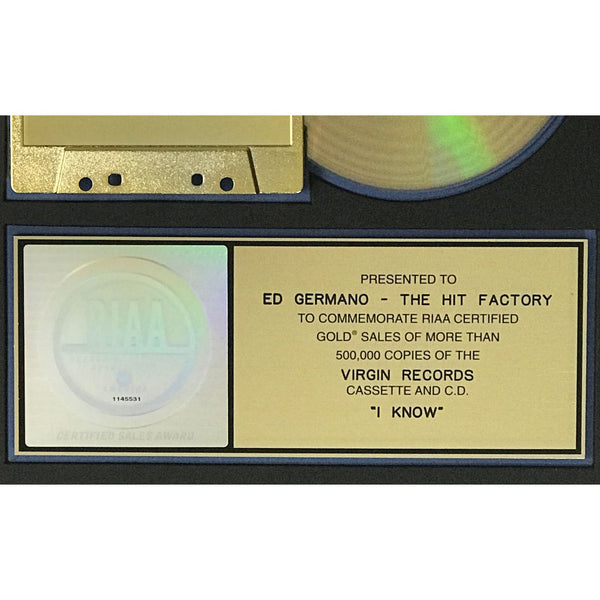 RIAA
1145531
CERTIFIED SALES AWARD
PRESENTED TO
ED GERMANO - THE HIT FACTORY
TO COMMEMORATE RIAA CERTIFIED
GOLD® SALES OF MORE THAN
500,000 COPIES OF THE
VIRGIN RECORDS
CASSETTE AND C.D.
"I KNOW"